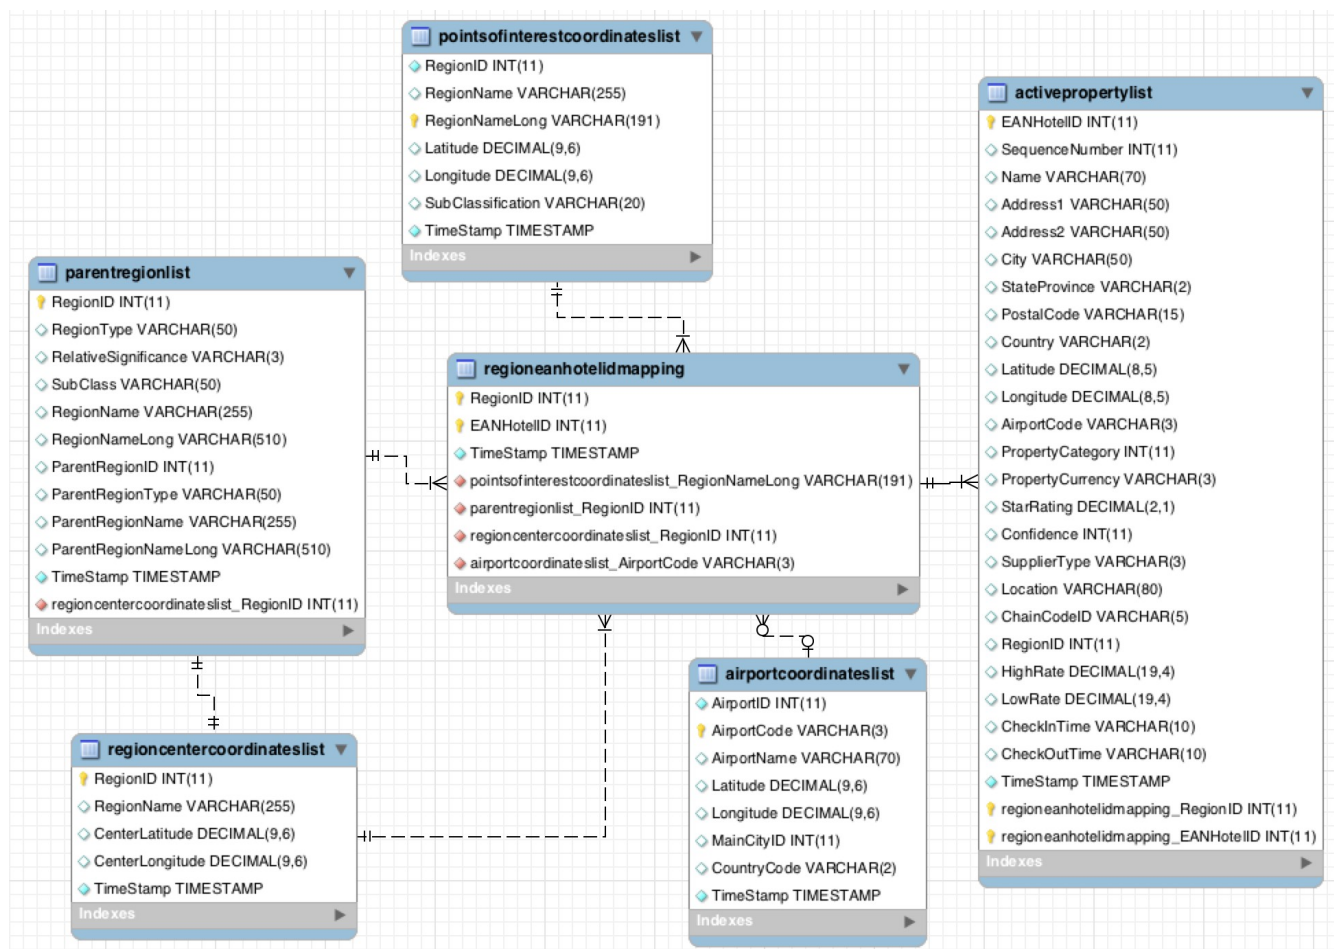 pointsofinterestcoordinateslist
RegionID INT(11)
RegionName VARCHAR(255)
RegionNameLong VARCHAR(191)
Latitude DECIMAL(9,6)
Longitude DECIMAL(9,6)
SubClassification VARCHAR(20)
TimeStamp TIMESTAMP
Indexes
parentregionlist
RegionID INT(11)
RegionType VARCHAR(50)
RelativeSignificance VARCHAR(3)
SubClass VARCHAR(50)
RegionName VARCHAR(255)
RegionNameLong VARCHAR(510)
ParentRegionID INT(11)
ParentRegionType VARCHAR(50)
ParentRegionName VARCHAR(255)
ParentRegionNameLong VARCHAR(510)
TimeStamp TIMESTAMP
regioncentercoordinateslist_RegionID INT(11)
Indexes
regioneanhotelidmapping
RegionID INT(11)
EANHotelID INT(11)
TimeStamp TIMESTAMP
pointsofinterestcoordinateslist_RegionNameLong VARCHAR(191)
parentregionlist_RegionID INT(11)
regioncentercoordinateslist_RegionID INT(11)
airportcoordinateslist_AirportCode VARCHAR(3)
Indexes
activepropertylist
EANHotelID INT(11)
SequenceNumber INT(11)
Name VARCHAR(70)
Address1 VARCHAR(50)
Address2 VARCHAR(50)
City VARCHAR(50)
StateProvince VARCHAR(2)
PostalCode VARCHAR(15)
Country VARCHAR(2)
Latitude DECIMAL(8,5)
Longitude DECIMAL(8,5)
AirportCode VARCHAR(3)
PropertyCategory INT(11)
PropertyCurrency VARCHAR(3)
StarRating DECIMAL(2,1)
Confidence INT(11)
SupplierType VARCHAR(3)
Location VARCHAR(80)
ChainCodeID VARCHAR(5)
RegionID INT(11)
HighRate DECIMAL(19,4)
LowRate DECIMAL(19,4)
CheckInTime VARCHAR(10)
CheckOutTime VARCHAR(10)
TimeStamp TIMESTAMP
regioneanhotelidmapping_RegionID INT(11)
regioneanhotelidmapping_EANHotelID INT(11)
Indexes
regioncentercoordinateslist
RegionID INT(11)
RegionName VARCHAR(255)
CenterLatitude DECIMAL(9,6)
CenterLongitude DECIMAL(9,6)
TimeStamp TIMESTAMP
Indexes
airportcoordinateslist
AirportID INT(11)
AirportCode VARCHAR(3)
AirportName VARCHAR(70)
Latitude DECIMAL(9,6)
Longitude DECIMAL(9,6)
MainCityID INT(11)
CountryCode VARCHAR(2)
TimeStamp TIMESTAMP
Indexes